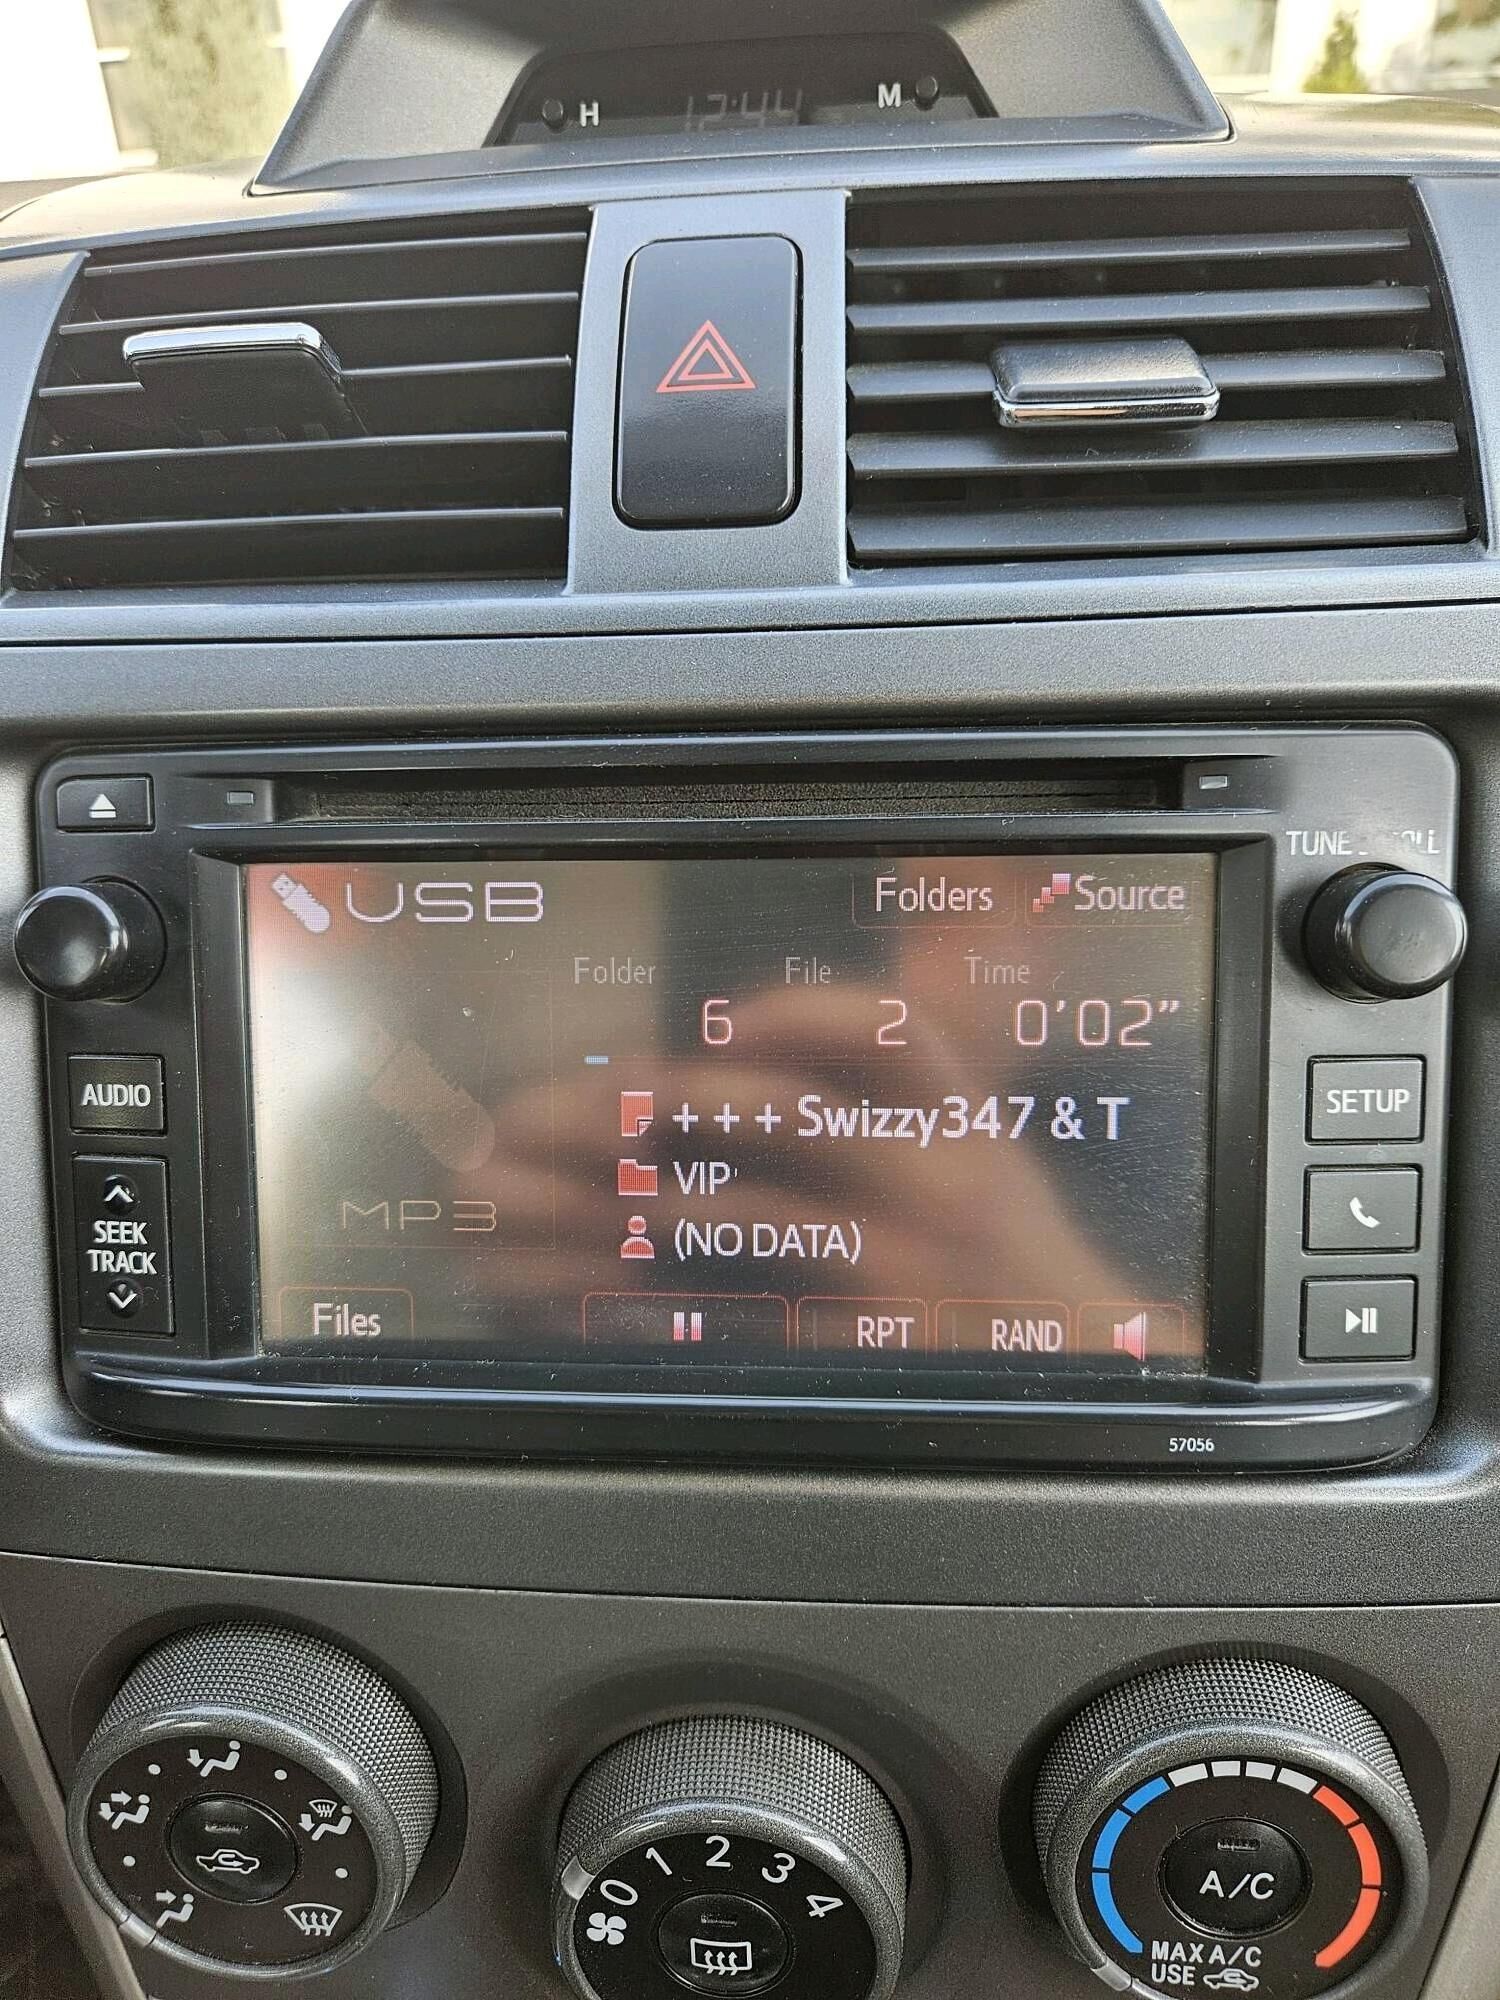 H 12:44 M
TUNE
USB Folders Source
Folder File Time
6 2 0'02"
AUDIO
SETUP
+ + + Swizzy347 & T
VIP
SEEK
TRACK
MP3
(NO DATA)
Files RPT RAND
57056
0 1 2 3 4
A/C
MAX A/C
USE